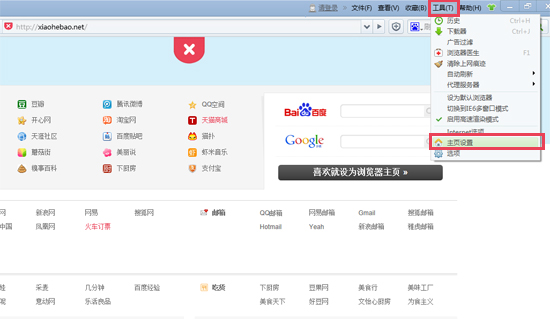 请登录 > 文件(F) 查看(V) 收藏(B) 工具(T) 帮助(H)
http://xiaohebao.net/
历史 Ctrl+H
下载器 Ctrl+J
广告过滤
浏览器医生 F1
清除上网痕迹
自动刷新
代理服务器
设为默认浏览器
切换到IE6多窗口模式
启用高速渲染模式
Internet选项
主页设置
选项
豆瓣 腾讯微博 QQ空间
开心网 淘宝网 天猫商城
天涯社区 百度贴吧 猫扑
蘑菇街 美丽说 虾米音乐
糗事百科 下厨房 支付宝
Bai 百度
Google
喜欢就设为浏览器主页 »
网 新浪网 网易 搜狐网 邮箱 QQ邮箱 网易邮箱 Gmail 搜狐邮箱
中国 凤凰网 火车订票 Hotmail Yeah 新浪邮箱 雅虎邮箱
娃 采麦 几分钟 百度经验 吃货 下厨房 豆果网 美食行 美味工厂
呢 意动网 乐活良品 美食天下 好豆网 文怡心厨房 为食主义